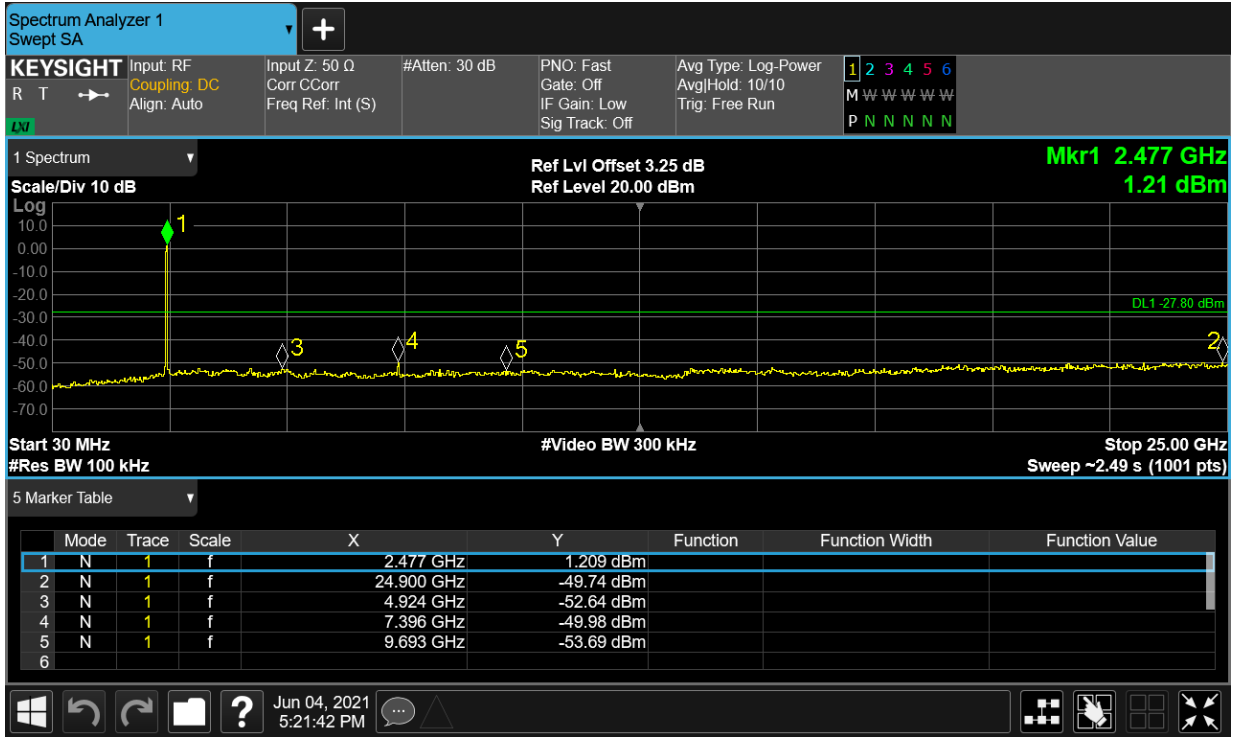 Spectrum Analyzer 1
Swept SA
+
KEYSIGHT
R T
LXI
Input: RF
Coupling: DC
Align: Auto
Input Z: 50 Ω
Corr CCorr
Freq Ref: Int (S)
#Atten: 30 dB
PNO: Fast
Gate: Off
IF Gain: Low
Sig Track: Off
Avg Type: Log-Power
Avg|Hold: 10/10
Trig: Free Run
1 2 3 4 5 6
M W W W W W
P N N N N N
1 Spectrum
Scale/Div 10 dB
Ref Lvl Offset 3.25 dB
Ref Level 20.00 dBm
Mkr1 2.477 GHz
1.21 dBm
Log
10.0
0.00
-10.0
-20.0
-30.0
-40.0
-50.0
-60.0
-70.0
1
DL1 -27.80 dBm
3
4
5
2
Start 30 MHz
#Video BW 300 kHz
Stop 25.00 GHz
#Res BW 100 kHz
Sweep ~2.49 s (1001 pts)
5 Marker Table
Mode Trace Scale X Y Function Function Width Function Value
1 N 1 f 2.477 GHz 1.209 dBm
2 N 1 f 24.900 GHz -49.74 dBm
3 N 1 f 4.924 GHz -52.64 dBm
4 N 1 f 7.396 GHz -49.98 dBm
5 N 1 f 9.693 GHz -53.69 dBm
6
?
Jun 04, 2021
5:21:42 PM